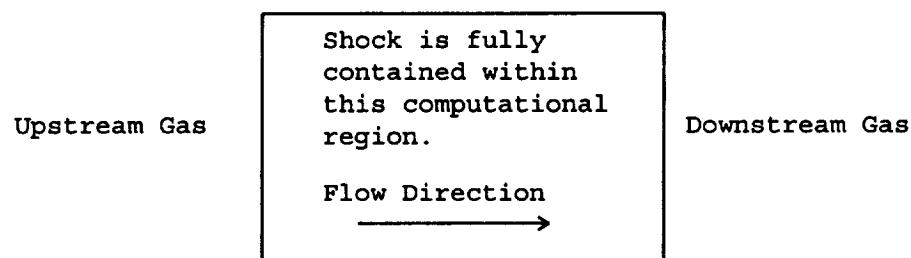 Shock is fully
contained within
this computational
region.
Upstream Gas
Downstream Gas
Flow Direction